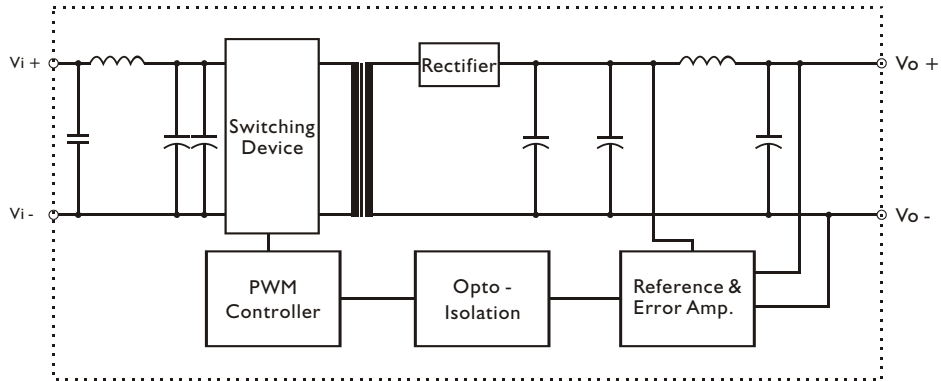 Vi +
Rectifier
Vo +
Switching
Device
Vi -
Vo -
PWM
Controller
Opto -
Isolation
Reference &
Error Amp.